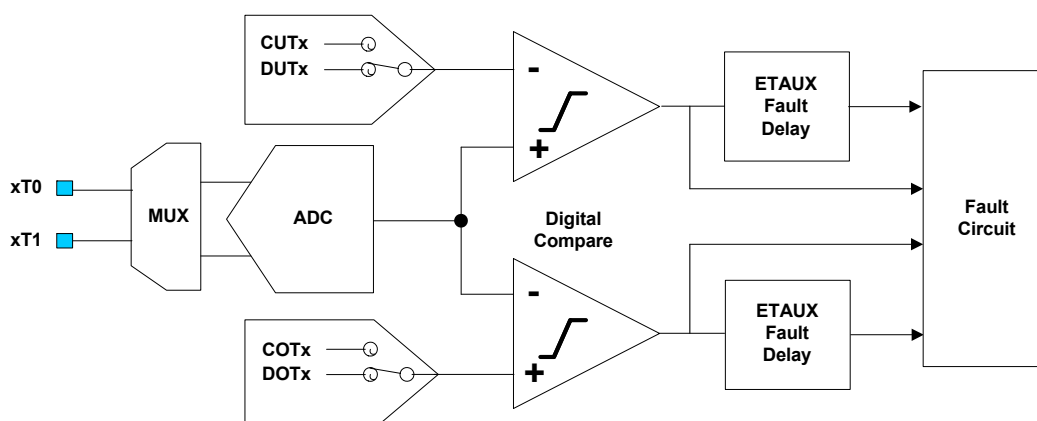 CUTx
DUTx
-
+
ETAUX
Fault
Delay
xT0
xT1
MUX
ADC
Digital
Compare
Fault
Circuit
-
+
COTx
DOTx
ETAUX
Fault
Delay